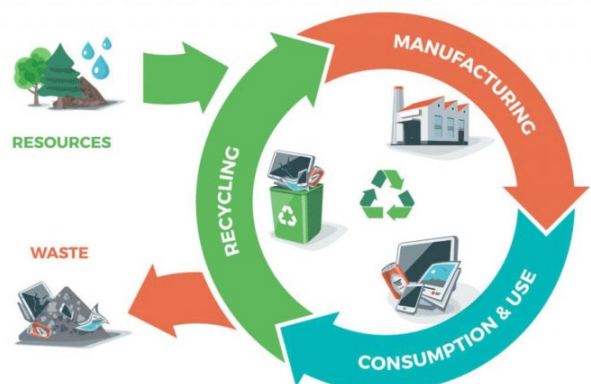 MANUFACTURING
RESOURCES
RECYCLING
WASTE
CONSUMPTION & USE